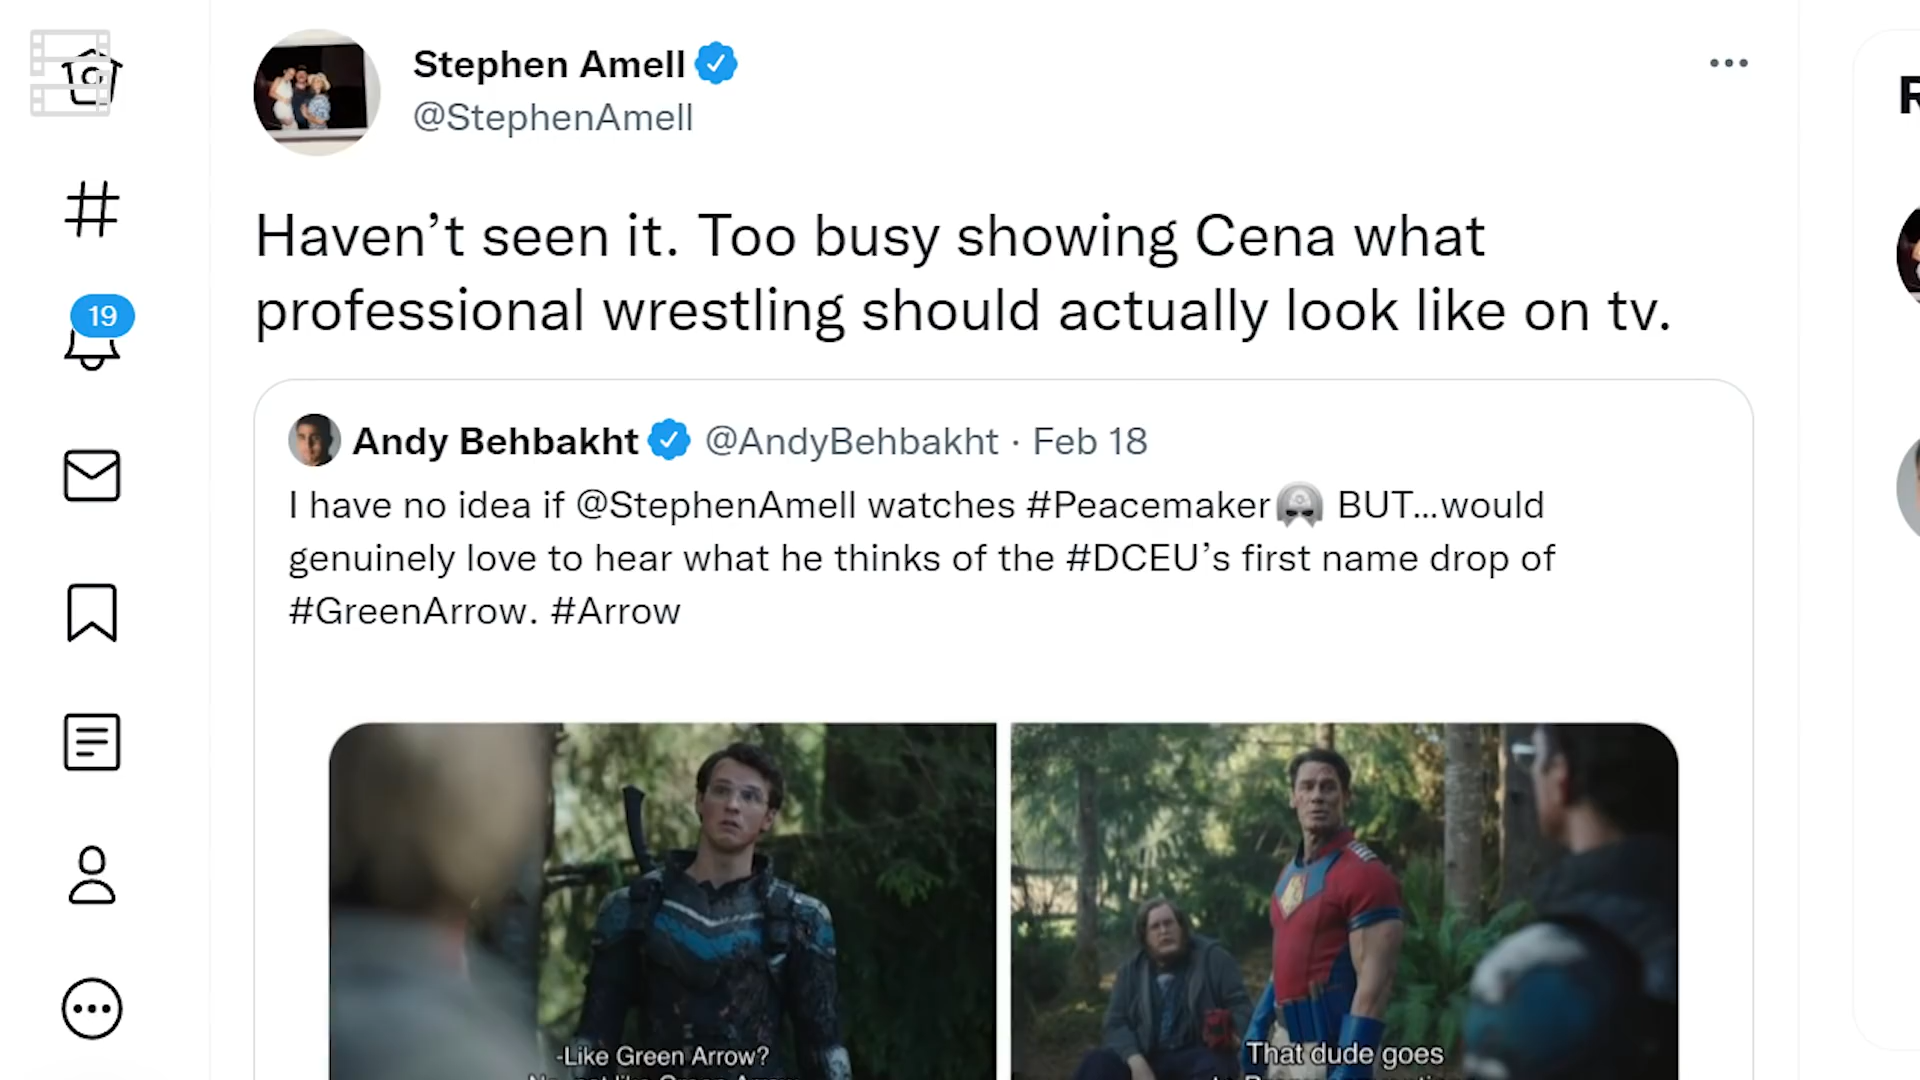 Stephen Amell
@StephenAmell
Haven’t seen it. Too busy showing Cena what
professional wrestling should actually look like on tv.
19
Andy Behbakht @AndyBehbakht · Feb 18
I have no idea if @StephenAmell watches #Peacemaker BUT...would
genuinely love to hear what he thinks of the #DCEU’s first name drop of
#GreenArrow. #Arrow
-Like Green Arrow?
That dude goes